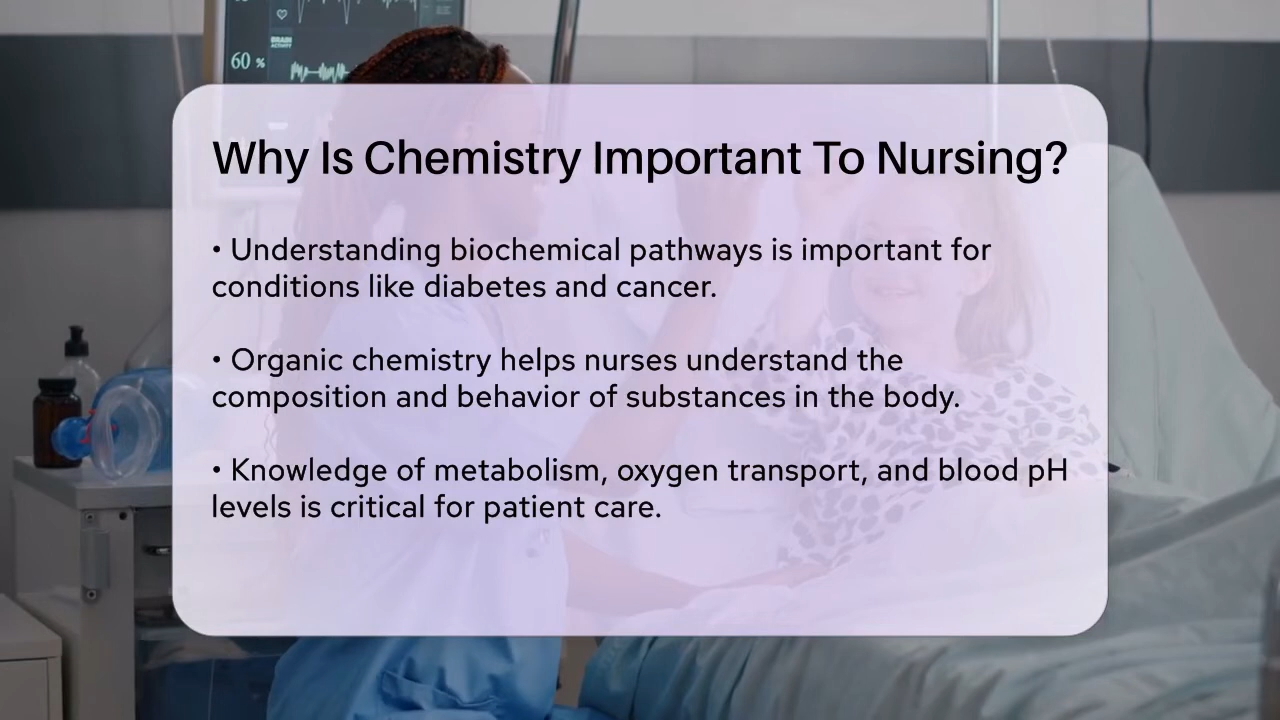 BRAIN
ACTIVITY
60 %
Why Is Chemistry Important To Nursing?
• Understanding biochemical pathways is important for
conditions like diabetes and cancer.
• Organic chemistry helps nurses understand the
composition and behavior of substances in the body.
• Knowledge of metabolism, oxygen transport, and blood pH
levels is critical for patient care.